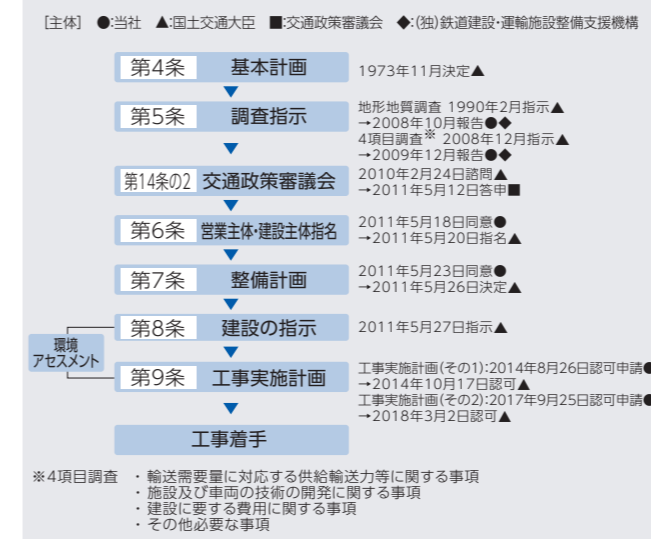 [主体] ●:当社 ▲:国土交通大臣 ■:交通政策審議会 ◆:(独)鉄道建設・運輸施設整備支援機構
第4条 基本計画 1973年11月決定▲
▼
第5条 調査指示
地形地質調査 1990年2月指示▲
→2008年10月報告●◆
4項目調査※ 2008年12月指示▲
→2009年12月報告●◆
▼
第14条の2 交通政策審議会
2010年2月24日諮問▲
→2011年5月12日答申■
▼
第6条 営業主体・建設主体指名
2011年5月18日同意●
→2011年5月20日指名▲
▼
第7条 整備計画
2011年5月23日同意●
→2011年5月26日決定▲
▼
第8条 建設の指示 2011年5月27日指示▲
環境
アセスメント
▼
第9条 工事実施計画
工事実施計画(その1):2014年8月26日認可申請●
→2014年10月17日認可▲
工事実施計画(その2):2017年9月25日認可申請●
→2018年3月2日認可▲
▼
工事着手
※4項目調査 ・輸送需要量に対応する供給輸送力等に関する事項
・施設及び車両の技術の開発に関する事項
・建設に要する費用に関する事項
・その他必要な事項